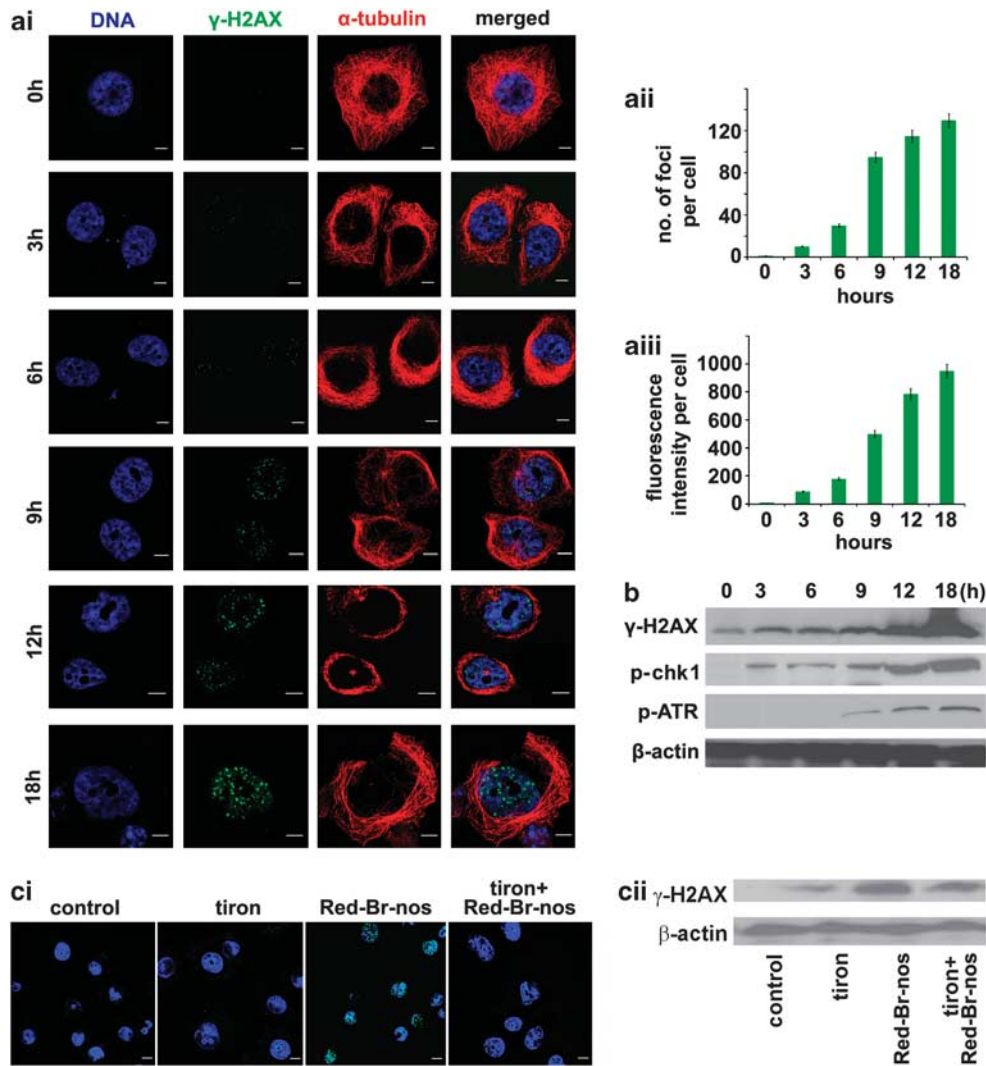 ai
DNA γ-H2AX α-tubulin merged
0h
3h
6h
9h
12h
18h
aii
no. of foci
per cell
120
80
40
0
0 3 6 9 12 18
hours
aiii
fluorescence
intensity per cell
1000
800
600
400
200
0
0 3 6 9 12 18
hours
b
0 3 6 9 12 18(h)
γ-H2AX
p-chk1
p-ATR
β-actin
ci
control tiron Red-Br-nos tiron+
Red-Br-nos
cii
γ-H2AX
β-actin
control
tiron
Red-Br-nos
tiron+
Red-Br-nos